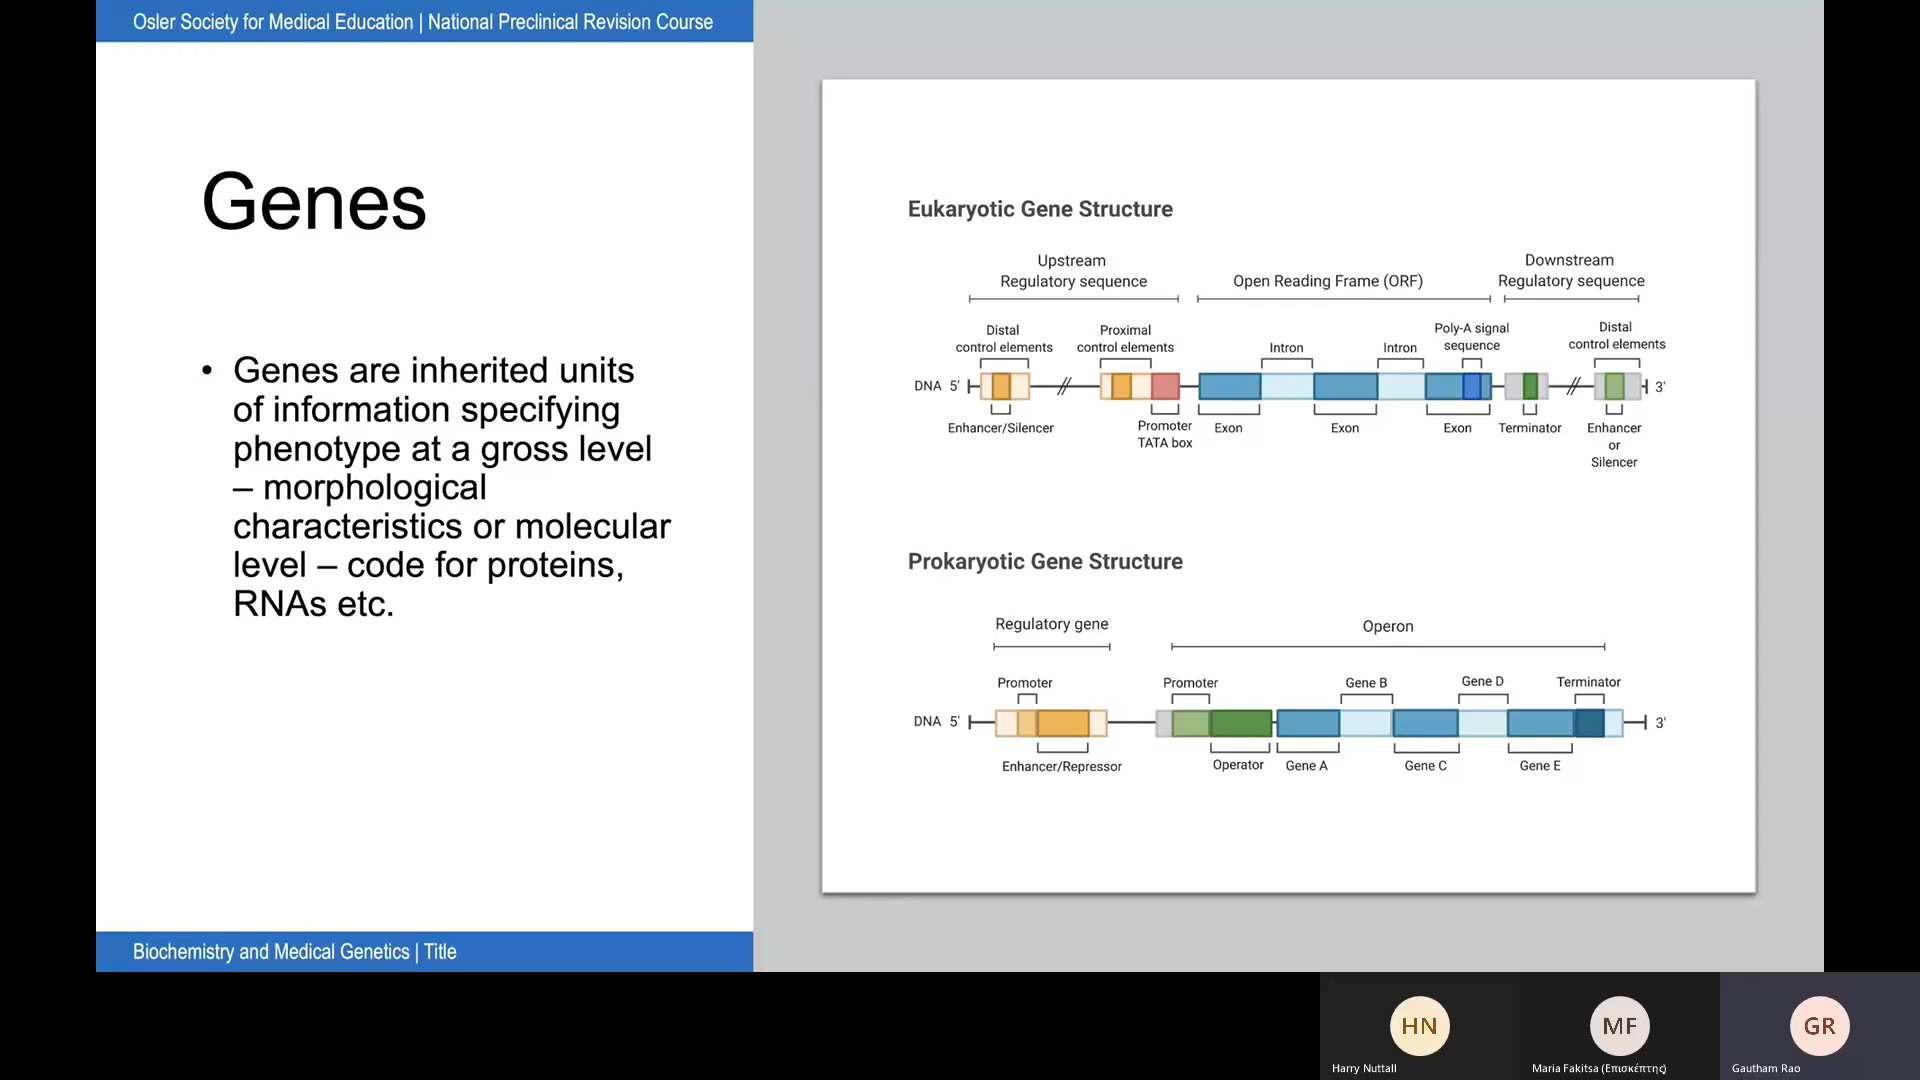 Osler Society for Medical Education | National Preclinical Revision Course
Genes
• Genes are inherited units
of information specifying
phenotype at a gross level
– morphological
characteristics or molecular
level – code for proteins,
RNAs etc.
Biochemistry and Medical Genetics | Title
Eukaryotic Gene Structure
Upstream
Regulatory sequence
Open Reading Frame (ORF)
Downstream
Regulatory sequence
Distal
control elements
Proximal
control elements
Intron
Intron
Poly-A signal
sequence
Distal
control elements
DNA 5'
3'
Enhancer/Silencer
Promoter
TATA box
Exon
Exon
Exon
Terminator
Enhancer
or
Silencer
Prokaryotic Gene Structure
Regulatory gene
Operon
Promoter
Promoter
Gene B
Gene D
Terminator
DNA 5'
3'
Enhancer/Repressor
Operator
Gene A
Gene C
Gene E
HN
Harry Nuttall
MF
Maria Fakitsa (Επισκέπτης)
GR
Gautham Rao